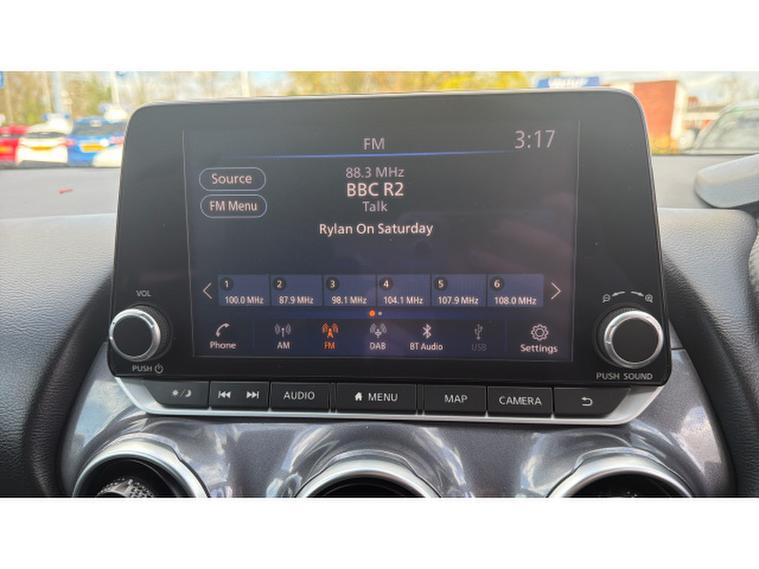 FM
3:17
Source
FM Menu
88.3 MHz
BBC R2
Talk
Rylan On Saturday
1 2 3 4 5 6
100.0 MHz 87.9 MHz 98.1 MHz 104.1 MHz 107.9 MHz 108.0 MHz
Phone AM FM DAB BT Audio USB Settings
VOL
PUSH
PUSH SOUND
AUDIO MENU MAP CAMERA